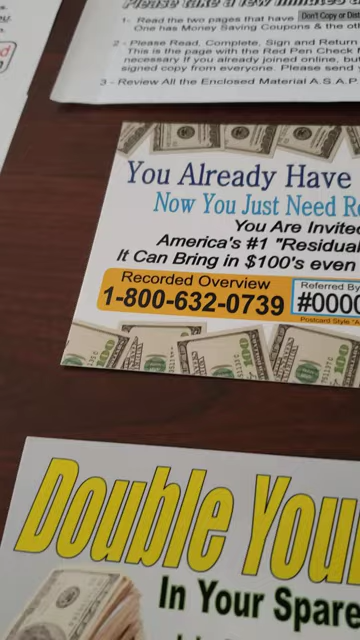 Please take a few minutes
1- Read the two pages that have Don't Copy or Dist
One has Money Saving Coupons & the oth
2 - Please Read, Complete, Sign and Return
This is the page with the Red Pen Check M
necessary If you already joined online, but
signed copy from everyone. Please send y
3 - Review All the Enclosed Material A.S.A.P.
You Already Have
Now You Just Need Re
You Are Invited
America's #1 "Residual
It Can Bring in $100's even
Recorded Overview
1-800-632-0739
Referred By
#0000
Postcard Style "A
Double Your
In Your Spare